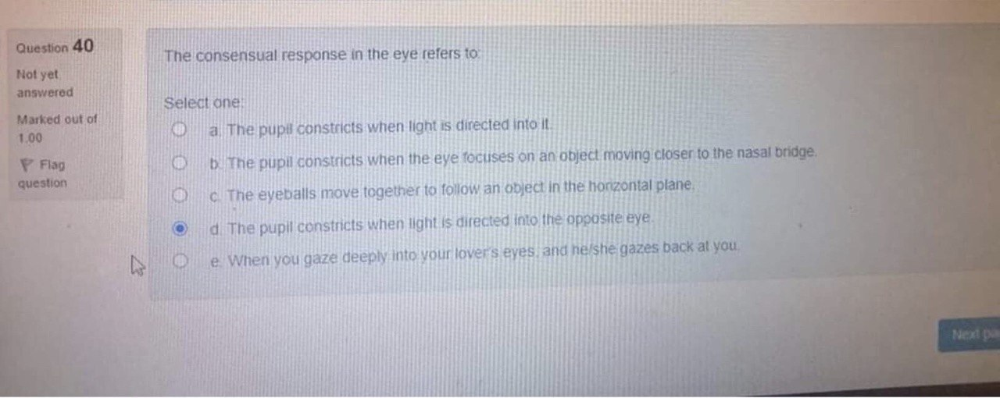 Question 40
Not yet
answered
Marked out of
1.00
Flag
question
The consensual response in the eye refers to:
Select one:
a. The pupil constricts when light is directed into it.
b. The pupil constricts when the eye focuses on an object moving closer to the nasal bridge.
c. The eyeballs move together to follow an object in the horizontal plane.
d. The pupil constricts when light is directed into the opposite eye.
e. When you gaze deeply into your lover's eyes, and he/she gazes back at you.
Next